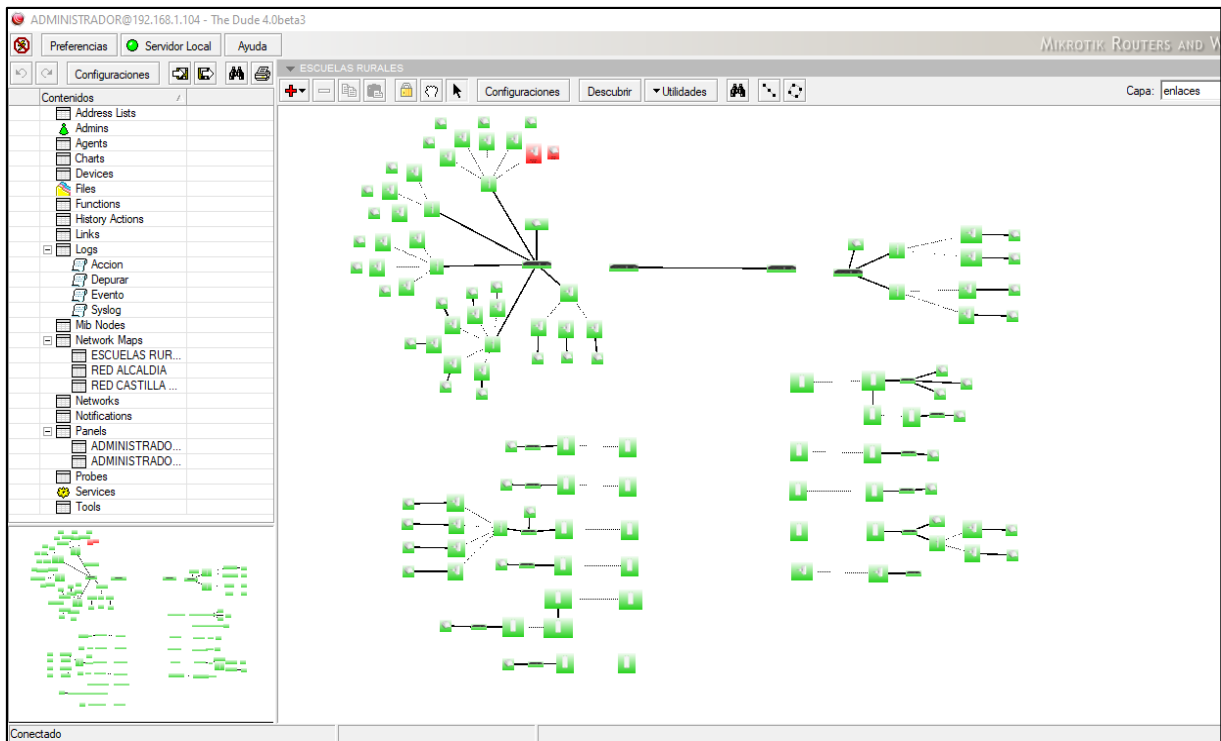 ADMINISTRADOR@192.168.1.104 - The Dude 4.0beta3
Preferencias Servidor Local Ayuda
MIKROTIK ROUTERS AND W
Configuraciones
ESCUELAS RURALES
Configuraciones Descubrir Utilidades Capa: enlaces
Contenidos
Address Lists
Admins
Agents
Charts
Devices
Files
Functions
History Actions
Links
Logs
Accion
Depurar
Evento
Syslog
Mib Nodes
Network Maps
ESCUELAS RUR...
RED ALCALDIA
RED CASTILLA ...
Networks
Notifications
Panels
ADMINISTRADO...
ADMINISTRADO...
Probes
Services
Tools
Conectado